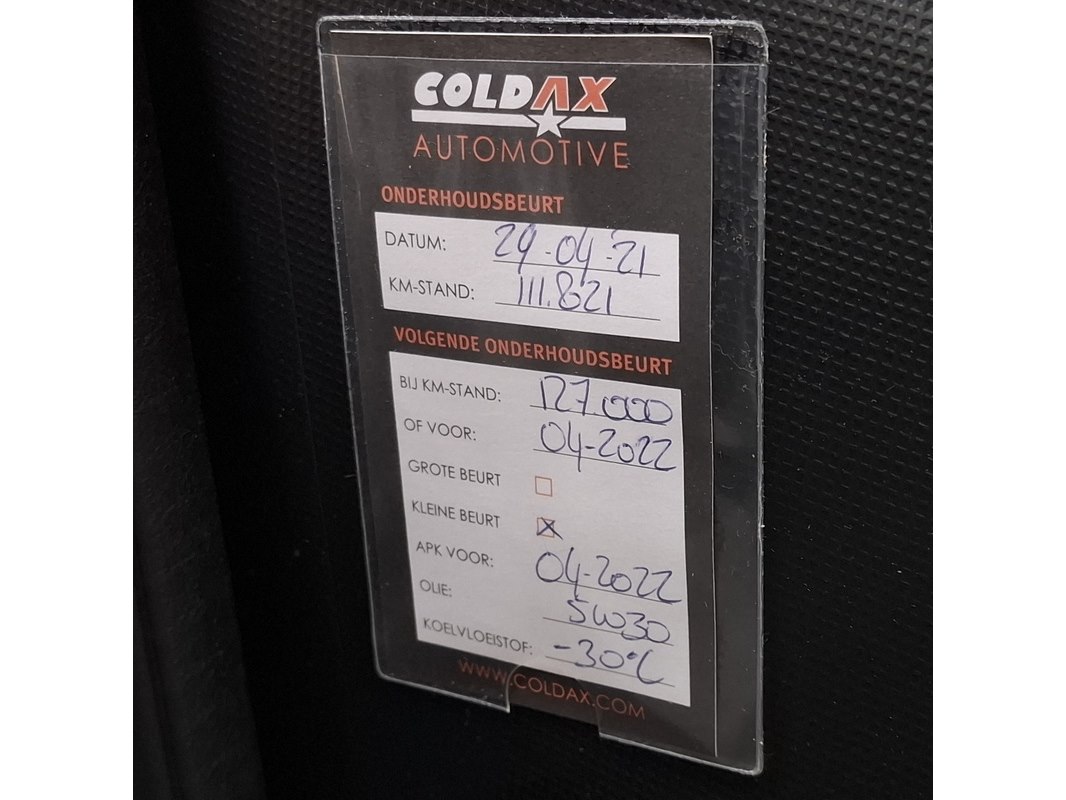 COLDAX
AUTOMOTIVE
ONDERHOUDSBEURT
DATUM: 29-04-'21
KM-STAND: 111.821
VOLGENDE ONDERHOUDSBEURT
BIJ KM-STAND: 127.000
OF VOOR: 04-2022
GROTE BEURT
KLEINE BEURT
APK VOOR: 04-2022
OLIE: 5W30
KOELVLOEISTOF: -30°C
WWW.COLDAX.COM